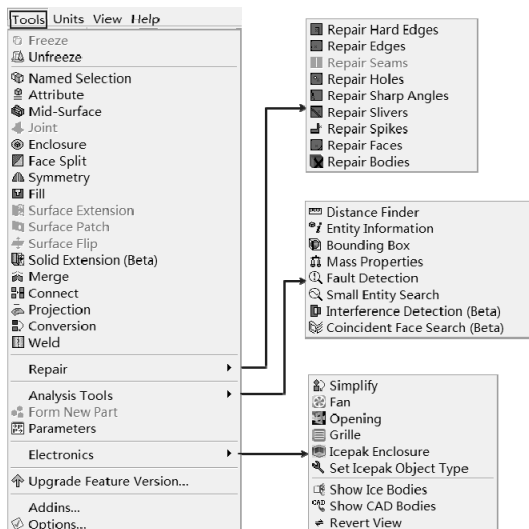 Tools Units View Help
Freeze
Unfreeze
Named Selection
Attribute
Mid-Surface
Joint
Enclosure
Face Split
Symmetry
Fill
Surface Extension
Surface Patch
Surface Flip
Solid Extension (Beta)
Merge
Connect
Projection
Conversion
Weld
Repair
Analysis Tools
Form New Part
Parameters
Electronics
Upgrade Feature Version...
Addins...
Options...
Repair Hard Edges
Repair Edges
Repair Seams
Repair Holes
Repair Sharp Angles
Repair Slivers
Repair Spikes
Repair Faces
Repair Bodies
Distance Finder
Entity Information
Bounding Box
Mass Properties
Fault Detection
Small Entity Search
Interference Detection (Beta)
Coincident Face Search (Beta)
Simplify
Fan
Opening
Grille
Icepak Enclosure
Set Icepak Object Type
Show Ice Bodies
Show CAD Bodies
Revert View